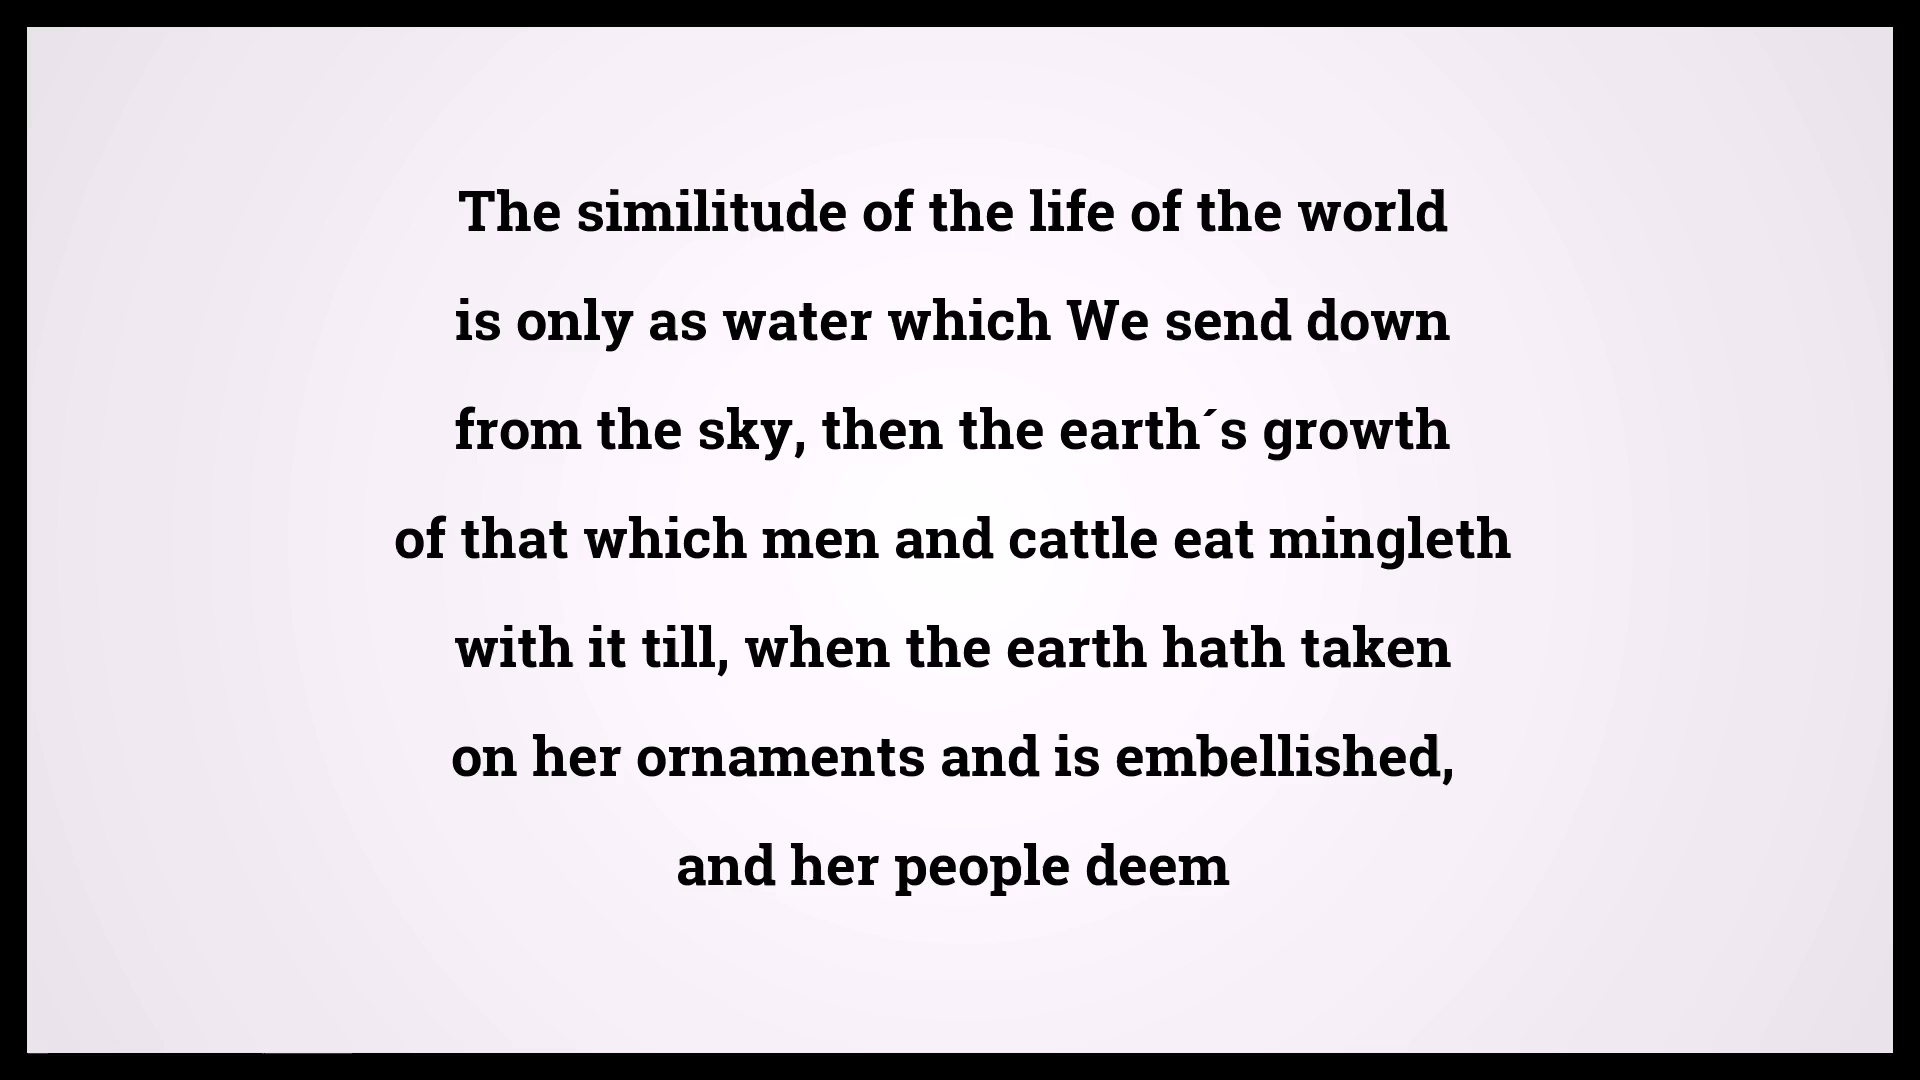 The similitude of the life of the world
is only as water which We send down
from the sky, then the earth´s growth
of that which men and cattle eat mingleth
with it till, when the earth hath taken
on her ornaments and is embellished,
and her people deem